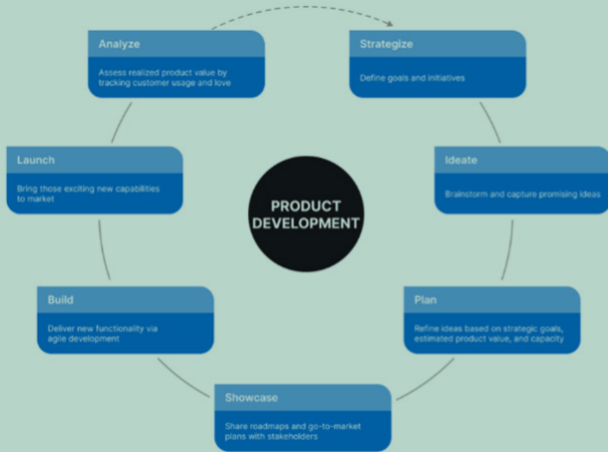 Analyze
Assess realized product value by
tracking customer usage and love
Strategize
Define goals and initiatives
Launch
Bring those exciting new capabilities
to market
Ideate
Brainstorm and capture promising ideas
PRODUCT
DEVELOPMENT
Build
Deliver new functionality via
agile development
Plan
Refine ideas based on strategic goals,
estimated product value, and capacity
Showcase
Share roadmaps and go-to-market
plans with stakeholders